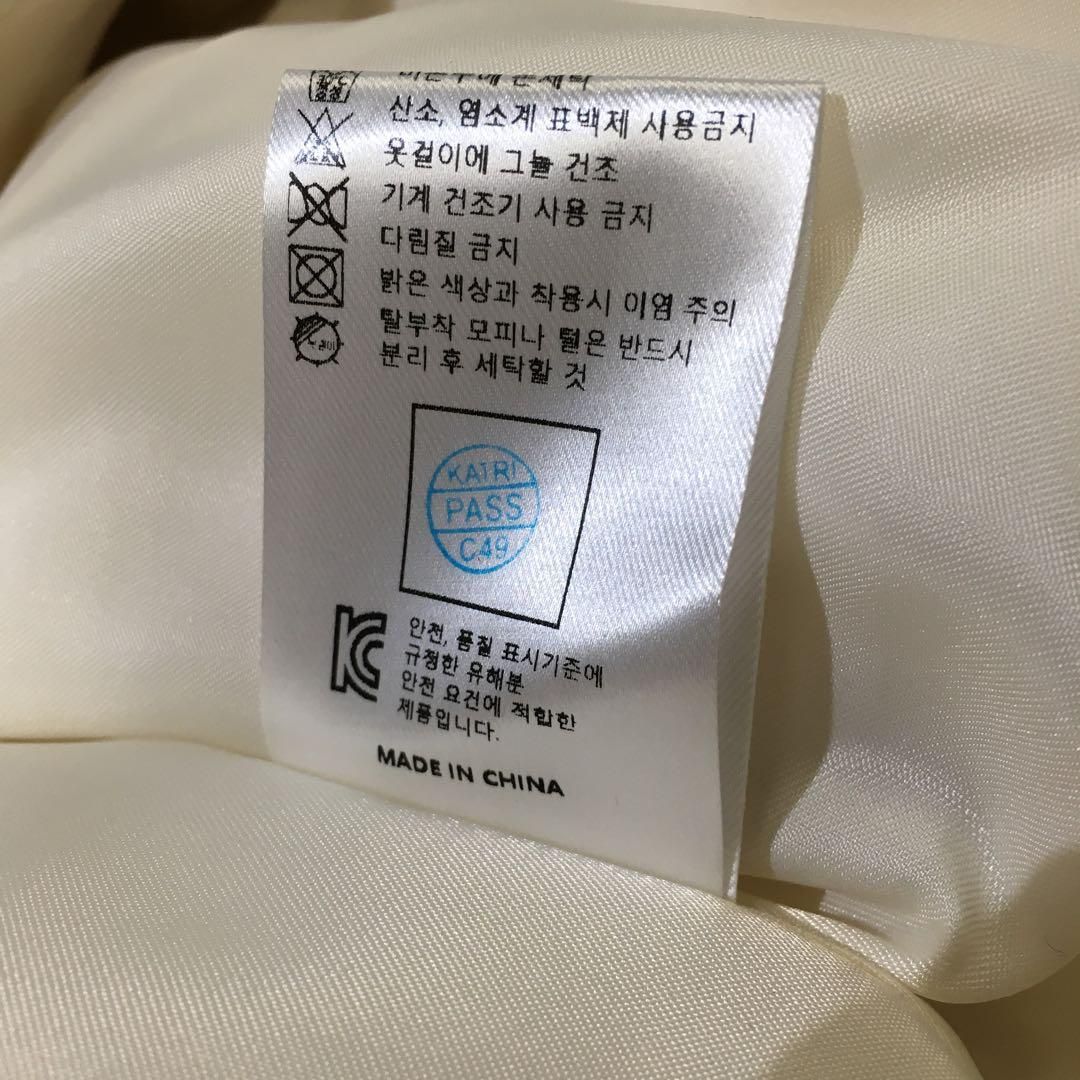 산소, 염소계 표백제 사용금지
옷걸이에 그늘 건조
기계 건조기 사용 금지
다림질 금지
밝은 색상과 착용시 이염 주의
탈부착 모피나 털은 반드시
분리 후 세탁할 것
KATRI
PASS
C49
KC
안전, 품질 표시기준에
규정한 유해분
안전 요건에 적합한
제품입니다.
MADE IN CHINA